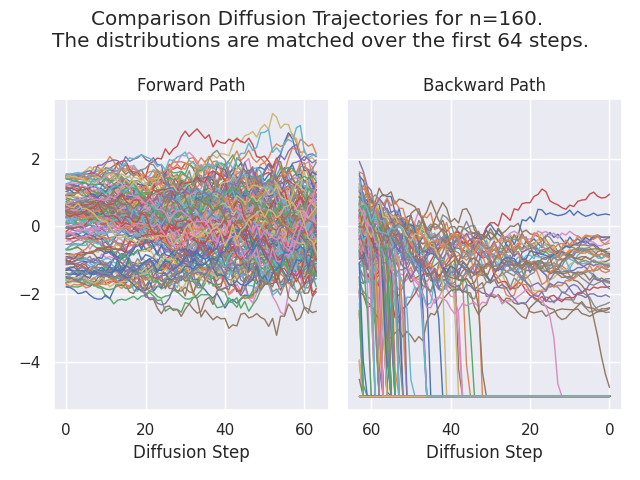 Comparison Diffusion Trajectories for n=160.
The distributions are matched over the first 64 steps.
Forward Path
Backward Path
2
0
−2
−4
0
20
40
60
60
40
20
0
Diffusion Step
Diffusion Step